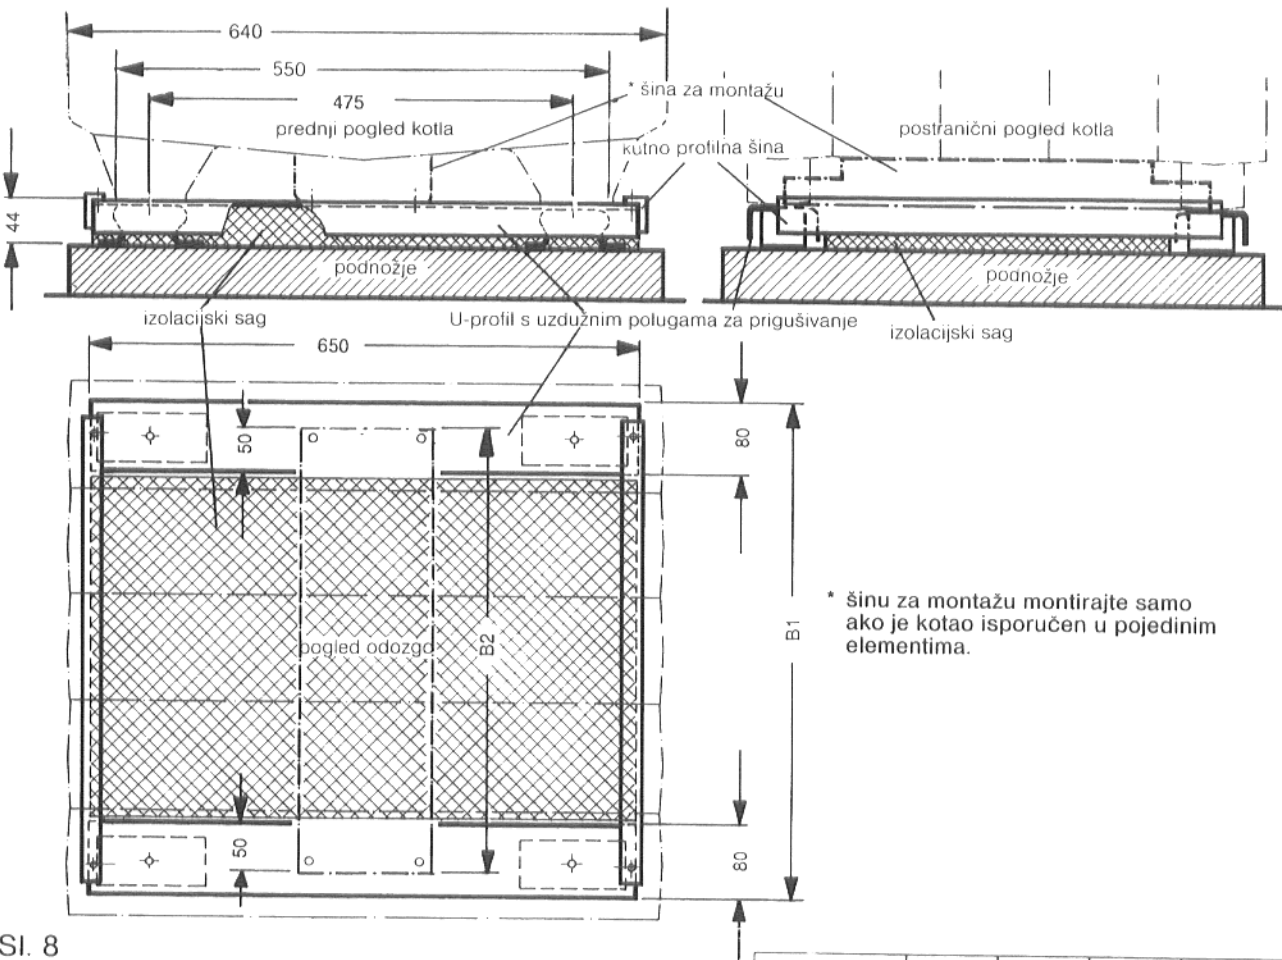 640
550
* šina za montažu
475
prednji pogled kotla
postranični pogled kotla
kutno profilna šina
44
podnožje
podnožje
izolacijski sag
U-profil s uzdužnim polugama za prigušivanje
izolacijski sag
650
50
80
* šinu za montažu montirajte samo
ako je kotao isporučen u pojedinim
elementima.
B1
pogled odozgo
B2
50
80
Sl. 8